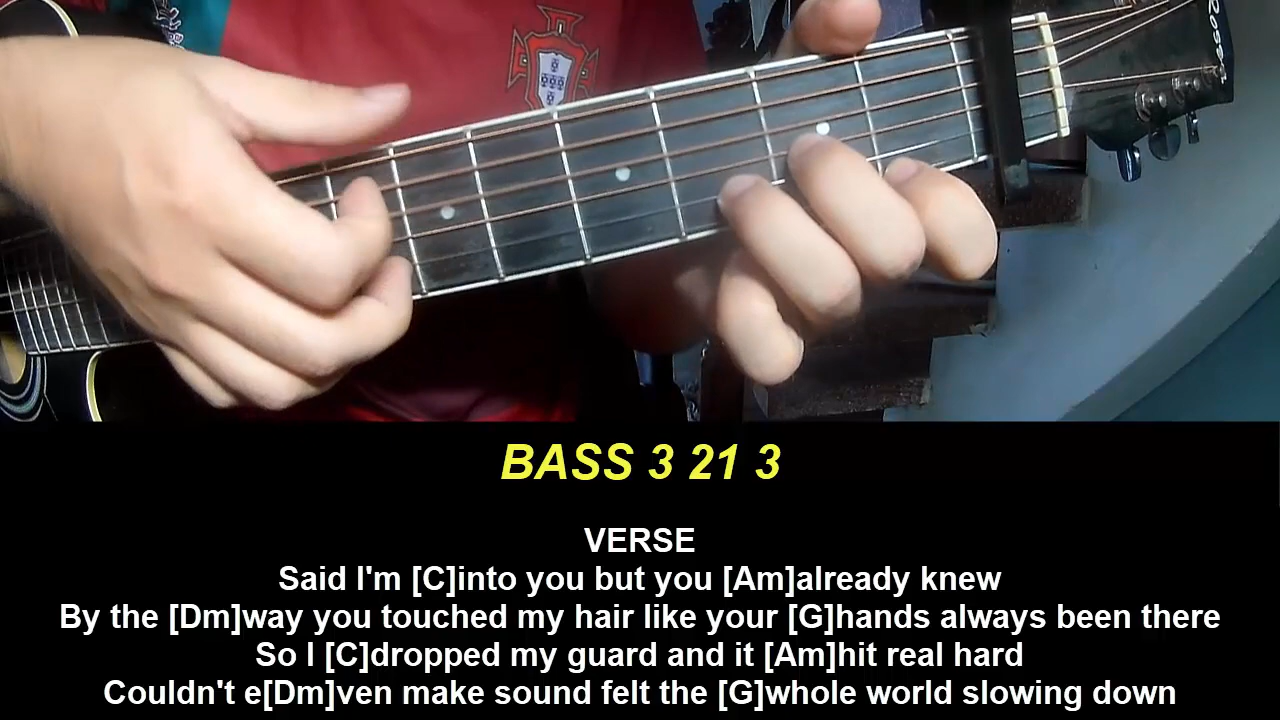 BASS 3 21 3
VERSE
Said I'm [C]into you but you [Am]already knew
By the [Dm]way you touched my hair like your [G]hands always been there
So I [C]dropped my guard and it [Am]hit real hard
Couldn't e[Dm]ven make sound felt the [G]whole world slowing down